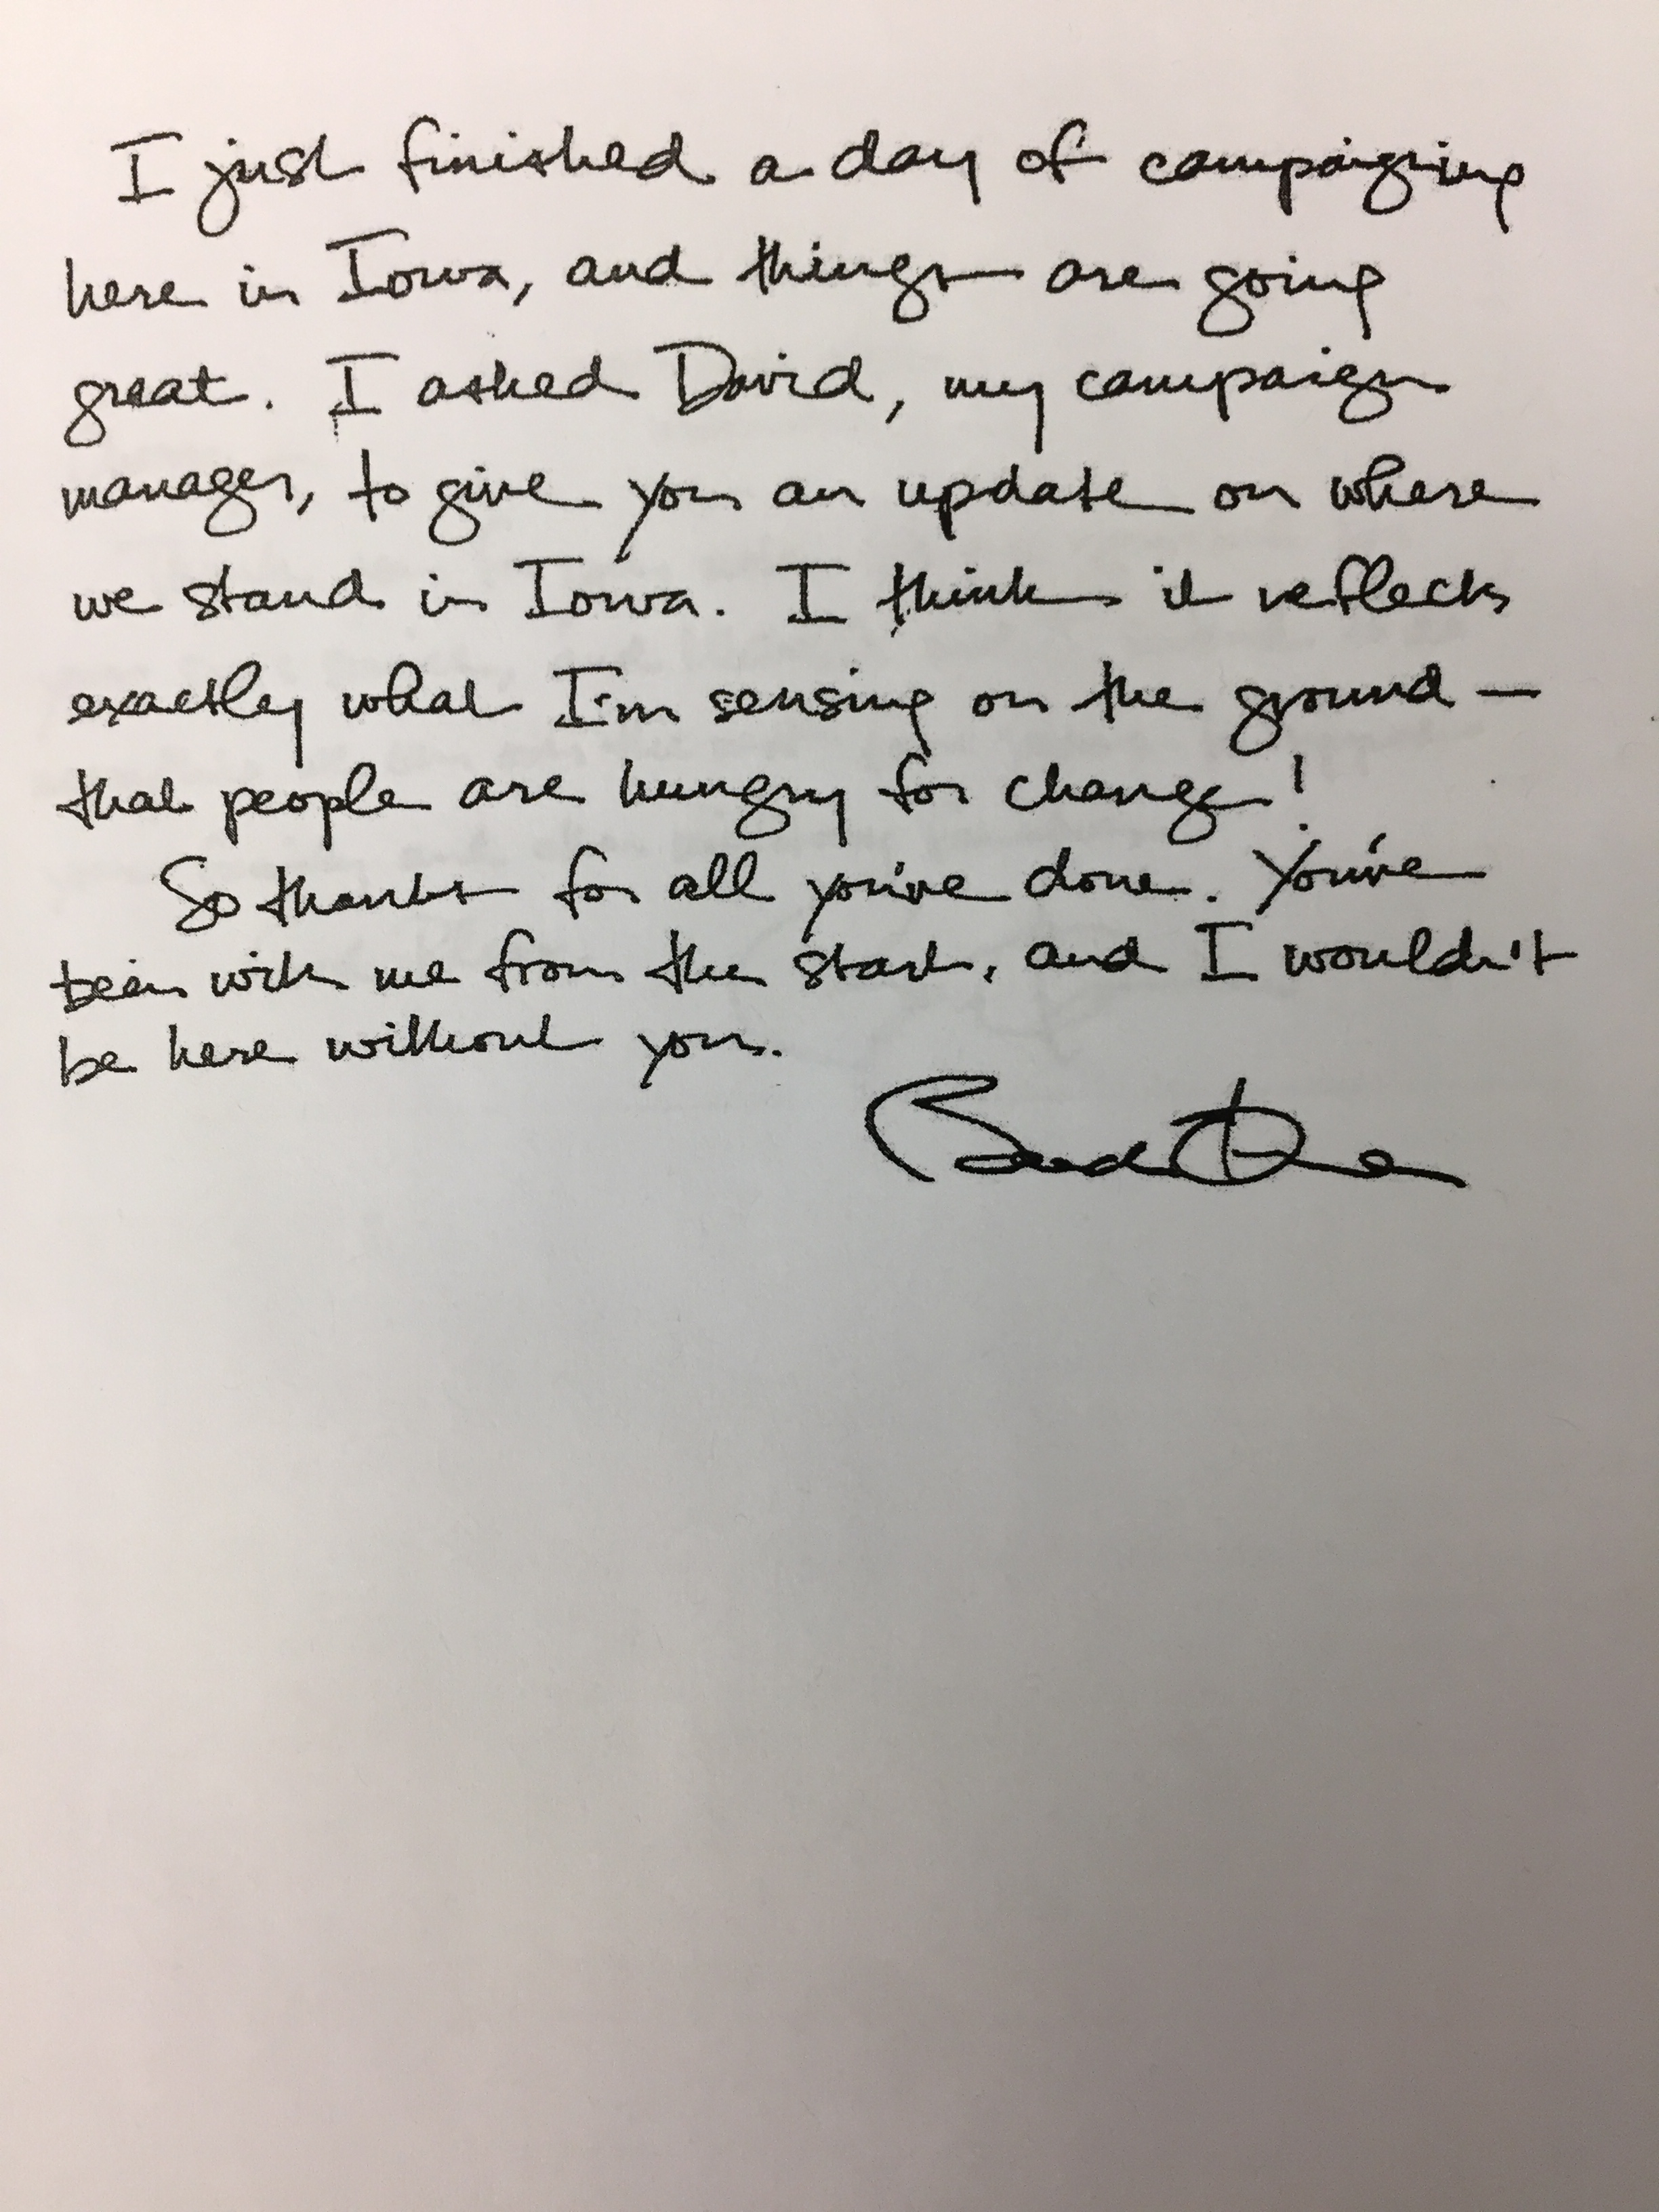 I just finished a day of campaigning
here in Iowa, and things are going
great. I asked David, my campaign
manager, to give you an update on where
we stand in Iowa. I think it reflects
exactly what I'm sensing on the ground —
that people are hungry for change!
So thanks for all you've done. You've
been with me from the start, and I wouldn't
be here without you.
Barack Obama